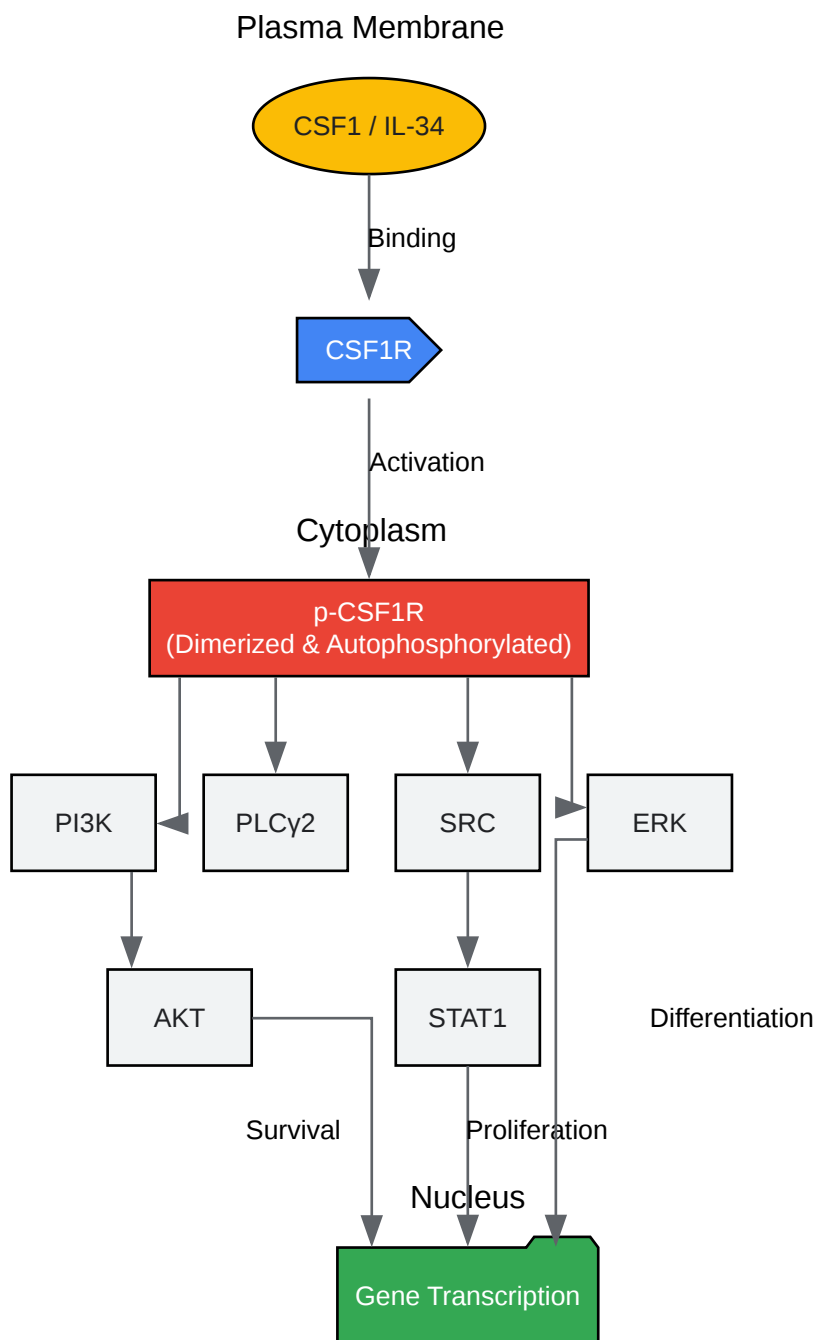 Plasma Membrane
CSF1 / IL-34
Binding
CSF1R
Activation
Cytoplasm
p-CSF1R
(Dimerized & Autophosphorylated)
PI3K
PLCγ2
SRC
ERK
AKT
STAT1
Differentiation
Survival
Proliferation
Nucleus
Gene Transcription